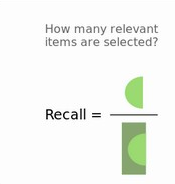 How many relevant
items are selected?
Recall =